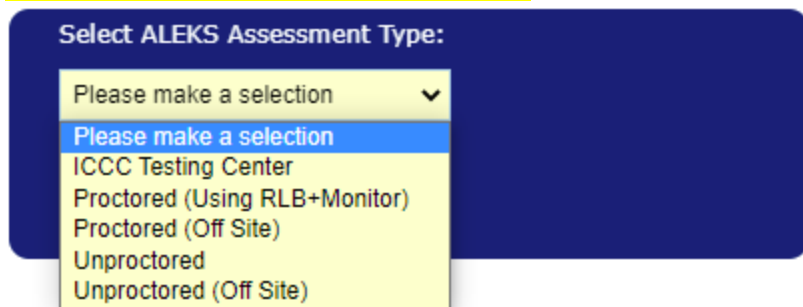 Select ALEKS Assessment Type:
Please make a selection
Please make a selection
ICCC Testing Center
Proctored (Using RLB+Monitor)
Proctored (Off Site)
Unproctored
Unproctored (Off Site)